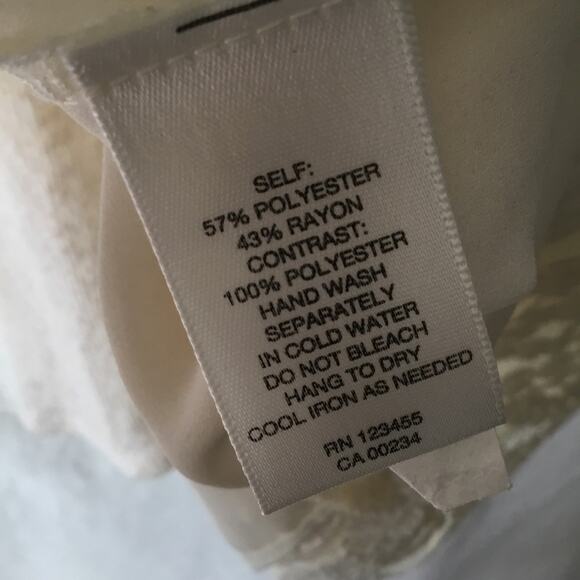 SELF:
57% POLYESTER
43% RAYON
CONTRAST:
100% POLYESTER
HAND WASH
SEPARATELY
IN COLD WATER
DO NOT BLEACH
HANG TO DRY
COOL IRON AS NEEDED
RN 123455
CA 00234